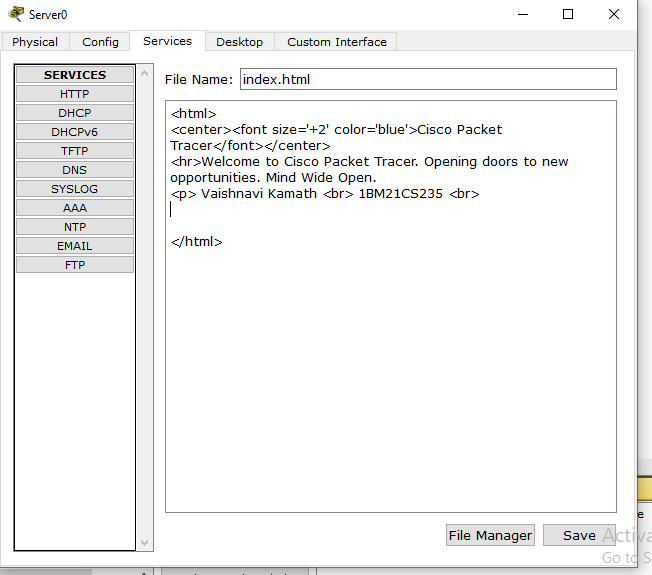 Server0
Physical Config Services Desktop Custom Interface
SERVICES
HTTP
DHCP
DHCPv6
TFTP
DNS
SYSLOG
AAA
NTP
EMAIL
FTP
File Name: index.html
<html>
<center><font size='+2' color='blue'>Cisco Packet
Tracer</font></center>
<hr>Welcome to Cisco Packet Tracer. Opening doors to new
opportunities. Mind Wide Open.
<p> Vaishnavi Kamath <br> 1BM21CS235 <br>
</html>
File Manager Save